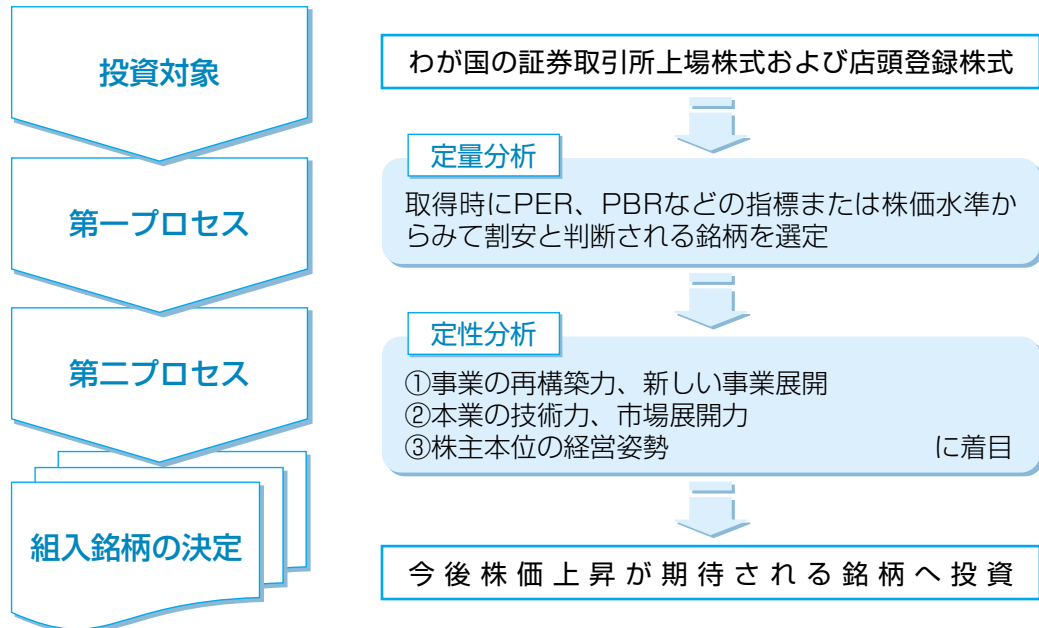 投資対象
わが国の証券取引所上場株式および店頭登録株式
第一プロセス
定量分析
取得時にPER、PBRなどの指標または株価水準か
らみて割安と判断される銘柄を選定
第二プロセス
定性分析
①事業の再構築力、新しい事業展開
②本業の技術力、市場展開力
③株主本位の経営姿勢 に着目
組入銘柄の決定
今後株価上昇が期待される銘柄へ投資